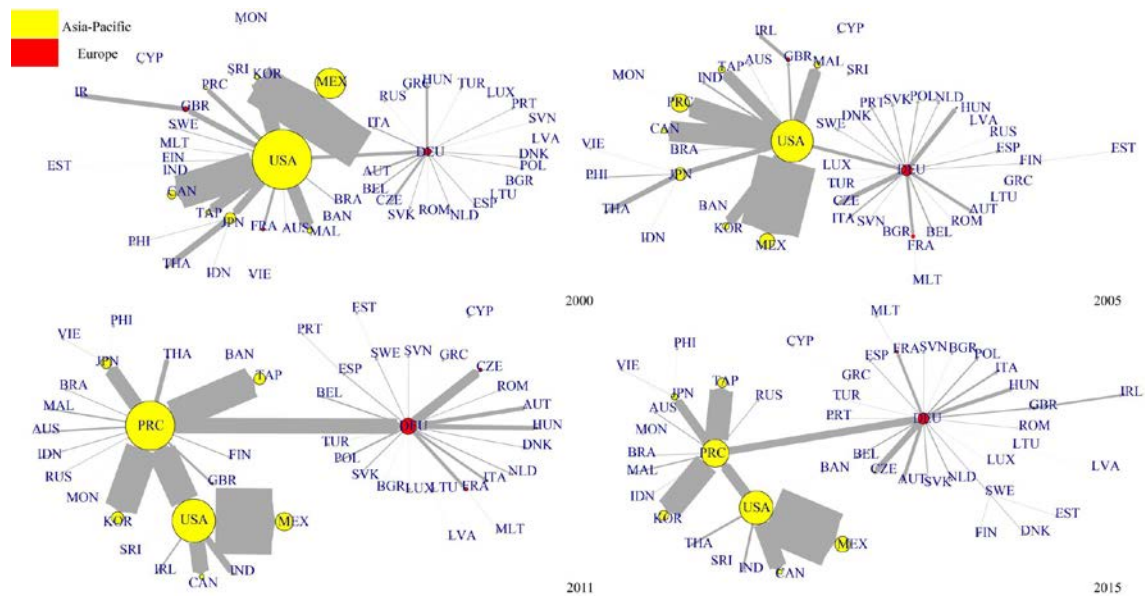 Asia-Pacific
Europe
MON
CYP
SRI
KOR
PRC
MEX
IR
GBR
SWE
MLT
EIN
IND
EST
CAN
TAP
JPN
PHI
THA
IDN
VIE
FRA
AUS
MAL
BAN
BRA
USA
ITA
RUS
GRC
HUN
TUR
LUX
PRT
SVN
LVA
DEU
DNK
POL
AUT
BEL
BGR
CZE
LTU
ESP
SVK
ROM
NLD
2000
IRL
CYP
GBR
TAP
AUS
MAL
IND
SRI
MON
PRC
CAN
BRA
USA
VIE
JPN
PHI
THA
IDN
BAN
KOR
MEX
PRT
SVK
POL
NLD
DNK
HUN
SWE
LVA
RUS
ESP
FIN
EST
LUX
DEU
GRC
TUR
LTU
CZE
AUT
ITA
ROM
SVN
BGR
BEL
FRA
MLT
2005
PHI
VIE
JPN
THA
BAN
TAP
BRA
MAL
PRC
AUS
IDN
FIN
RUS
GBR
MON
KOR
USA
MEX
SRI
IRL
CAN
IND
EST
CYP
PRT
SWE
SVN
GRC
CZE
ESP
ROM
BEL
AUT
DEU
HUN
TUR
DNK
POL
SVK
NLD
ITA
BGR
LUX
LTU
FRA
LVA
MLT
2011
PHI
CYP
VIE
TAP
JPN
RUS
AUS
MON
BRA
PRC
MAL
IDN
KOR
USA
THA
MEX
SRI
IND
CAN
BAN
MLT
ESP
FRA
SVN
BGR
POL
GRC
ITA
TUR
HUN
IRL
GBR
PRT
DEU
ROM
LTU
BEL
LUX
LVA
CZE
AUT
SVK
NLD
SWE
EST
FIN
DNK
2015